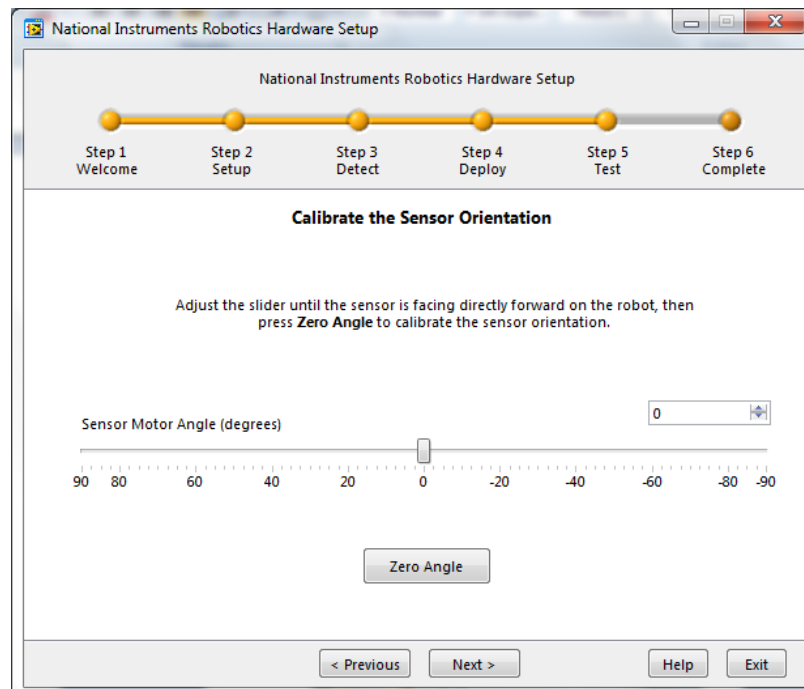 National Instruments Robotics Hardware Setup
National Instruments Robotics Hardware Setup
Step 1 Step 2 Step 3 Step 4 Step 5 Step 6
Welcome Setup Detect Deploy Test Complete
Calibrate the Sensor Orientation
Adjust the slider until the sensor is facing directly forward on the robot, then
press Zero Angle to calibrate the sensor orientation.
0
Sensor Motor Angle (degrees)
90 80 60 40 20 0 -20 -40 -60 -80 -90
Zero Angle
< Previous Next > Help Exit